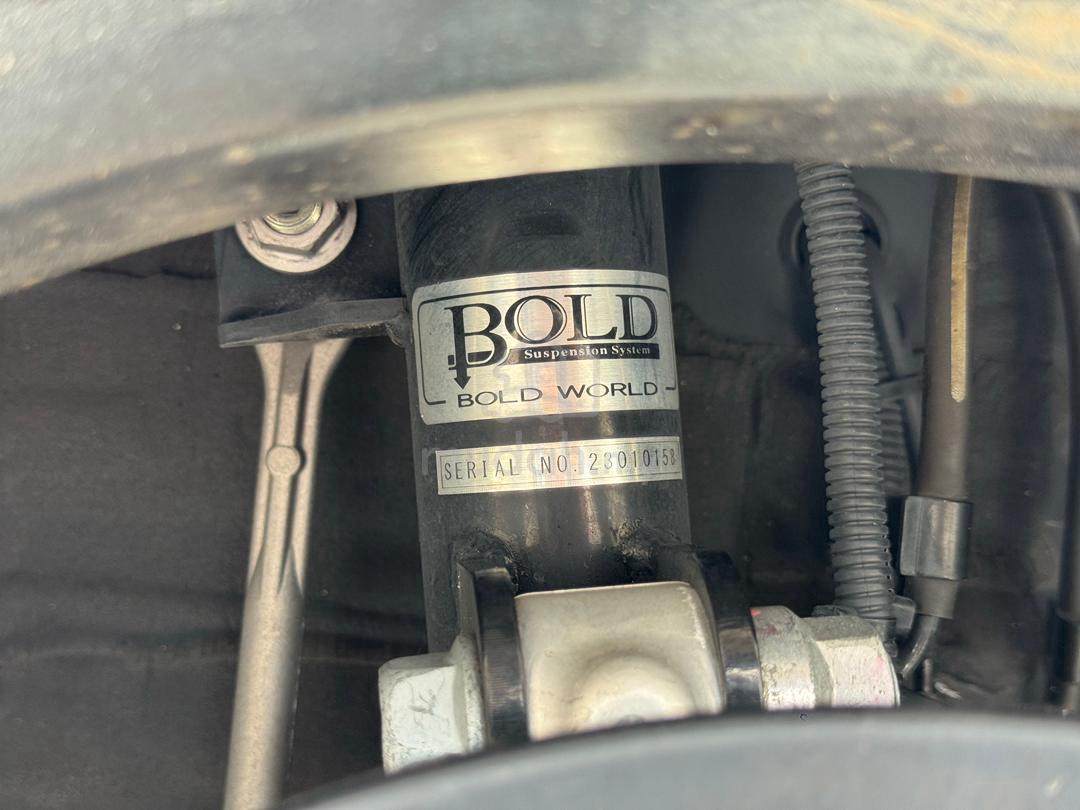 BOLD
Suspension System
BOLD WORLD
SERIAL NO. 23010158